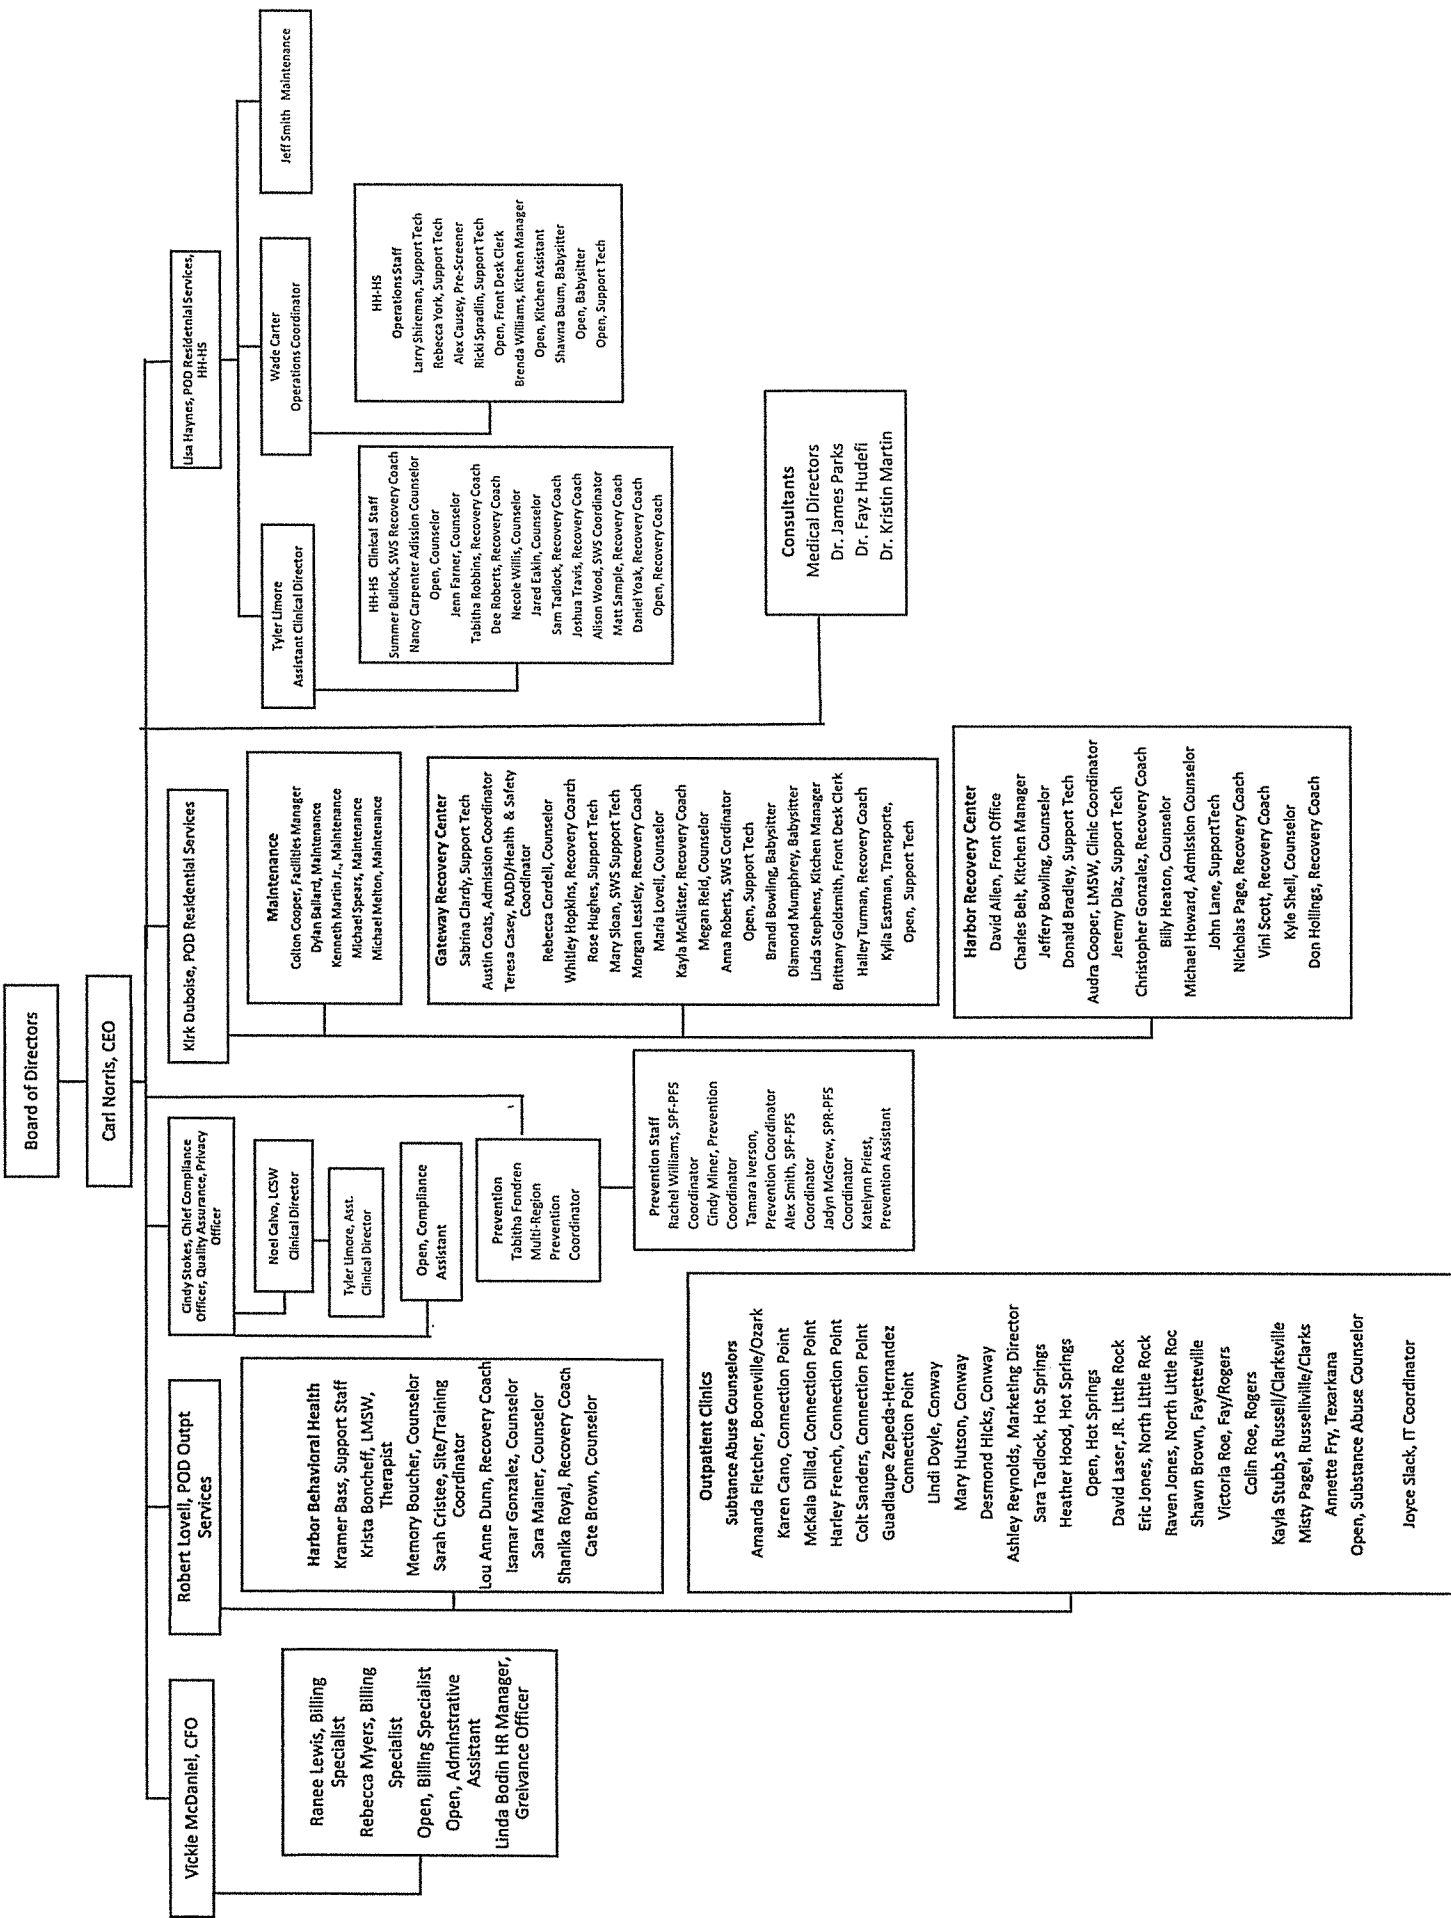 Board of Directors
Carl Norris, CEO
Vickie McDaniel, CFO
Ranee Lewis, Billing
Specialist
Rebecca Myers, Billing
Specialist
Open, Billing Specialist
Open, Adminstrative
Assistant
Linda Bodin HR Manager,
Greivance Officer
Robert Lovell, POD Outpt
Services
Harbor Behavioral Health
Kramer Bass, Support Staff
Krista Boncheff, LMSW,
Therapist
Memory Boucher, Counselor
Sarah Cristee, Site/Training
Coordinator
Lou Anne Dunn, Recovery Coach
Isamar Gonzalez, Counselor
Sara Mainer, Counselor
Shanika Royal, Recovery Coach
Cate Brown, Counselor
Outpatient Clinics
Subtance Abuse Counselors
Amanda Fletcher, Booneville/Ozark
Karen Cano, Connection Point
McKala Dillad, Connection Point
Harley French, Connection Point
Colt Sanders, Connection Point
Guadlaupe Zepeda-Hernandez
Connection Point
Lindi Doyle, Conway
Mary Hutson, Conway
Desmond Hicks, Conway
Ashley Reynolds, Marketing Director
Sara Tadlock, Hot Springs
Heather Hood, Hot Springs
Open, Hot Springs
David Laser, JR. Little Rock
Eric Jones, North Little Rock
Raven Jones, North Little Roc
Shawn Brown, Fayetteville
Victoria Roe, Fay/Rogers
Colin Roe, Rogers
Kayla Stubb,s Russell/Clarksville
Misty Pagel, Russelliville/Clarks
Annette Fry, Texarkana
Open, Substance Abuse Counselor
Joyce Slack, IT Coordinator
Cindy Stokes, Chief Compliance
Officer, Quality Assurance, Privacy
Officer
Noel Calvo, LCSW
Clinical Director
Tyler Limore, Asst.
Clinical Director
Open, Compliance
Assistant
Prevention
Tabitha Fondren
Multi-Region
Prevention
Coordinator
Prevention Staff
Rachel Williams, SPF-PFS
Coordinator
Cindy Miner, Prevention
Coordinator
Tamara Iverson,
Prevention Coordinator
Alex Smith, SPF-PFS
Coordinator
Jadyn McGrew, SPR-PFS
Coordinator
Katelynn Priest,
Prevention Assistant
Kirk Duboise, POD Residential Services
Maintenance
Colton Cooper, Facilities Manager
Dylan Ballard, Maintenance
Kenneth Martin Jr., Maintenance
Michael Spears, Maintenance
Michael Melton, Maintenance
Gateway Recovery Center
Sabrina Clardy, Support Tech
Austin Coats, Admission Coordinator
Teresa Casey, RADD/Health & Safety
Coordinator
Rebecca Cordell, Counselor
Whitley Hopkins, Recovery Coarch
Rose Hughes, Support Tech
Mary Sloan, SWS Support Tech
Morgan Lessley, Recovery Coach
Maria Lovell, Counselor
Kayla McAlister, Recovery Coach
Megan Reid, Counselor
Anna Roberts, SWS Cordinator
Open, Support Tech
Brandi Bowling, Babysitter
Diamond Mumphrey, Babysitter
Linda Stephens, Kitchen Manager
Brittany Goldsmith, Front Desk Clerk
Halley Turman, Recovery Coach
Kylia Eastman, Transporte,
Open, Support Tech
Harbor Recovery Center
David Allen, Front Office
Charles Belt, Kitchen Manager
Jeffery Bowling, Counselor
Donald Bradley, Support Tech
Audra Cooper, LMSW, Clinic Coordinator
Jeremy Diaz, Support Tech
Christopher Gonzalez, Recovery Coach
Billy Heaton, Counselor
Michael Howard, Admission Counselor
John Lane, SupportTech
Nicholas Page, Recovery Coach
Vini Scott, Recovery Coach
Kyle Shell, Counselor
Don Hollings, Recovery Coach
Consultants
Medical Directors
Dr. James Parks
Dr. Fayz Hudefi
Dr. Kristin Martin
Lisa Haynes, POD Residetnial Services,
HH-HS
Tyler Limore
Assistant Clinical Director
HH-HS Clinical Staff
Summer Bullock, SWS Recovery Coach
Nancy Carpenter Adission Counselor
Open, Counselor
Jenn Farner, Counselor
Tabitha Robbins, Recovery Coach
Dee Roberts, Recovery Coach
Necole Willis, Counselor
Jared Eakin, Counselor
Sam Tadlock, Recovery Coach
Joshua Travis, Recovery Coach
Alison Wood, SWS Coordinator
Matt Sample, Recovery Coach
Daniel Yoak, Recovery Coach
Open, Recovery Coach
Wade Carter
Operations Coordinator
HH-HS
Operations Staff
Larry Shireman, Support Tech
Rebecca York, Support Tech
Alex Causey, Pre-Screener
Ricki Spradlin, Support Tech
Open, Front Desk Clerk
Brenda Williams, Kitchen Manager
Open, Kitchen Assistant
Shawna Baum, Babysitter
Open, Babysitter
Open, Support Tech
Jeff Smith Maintenance